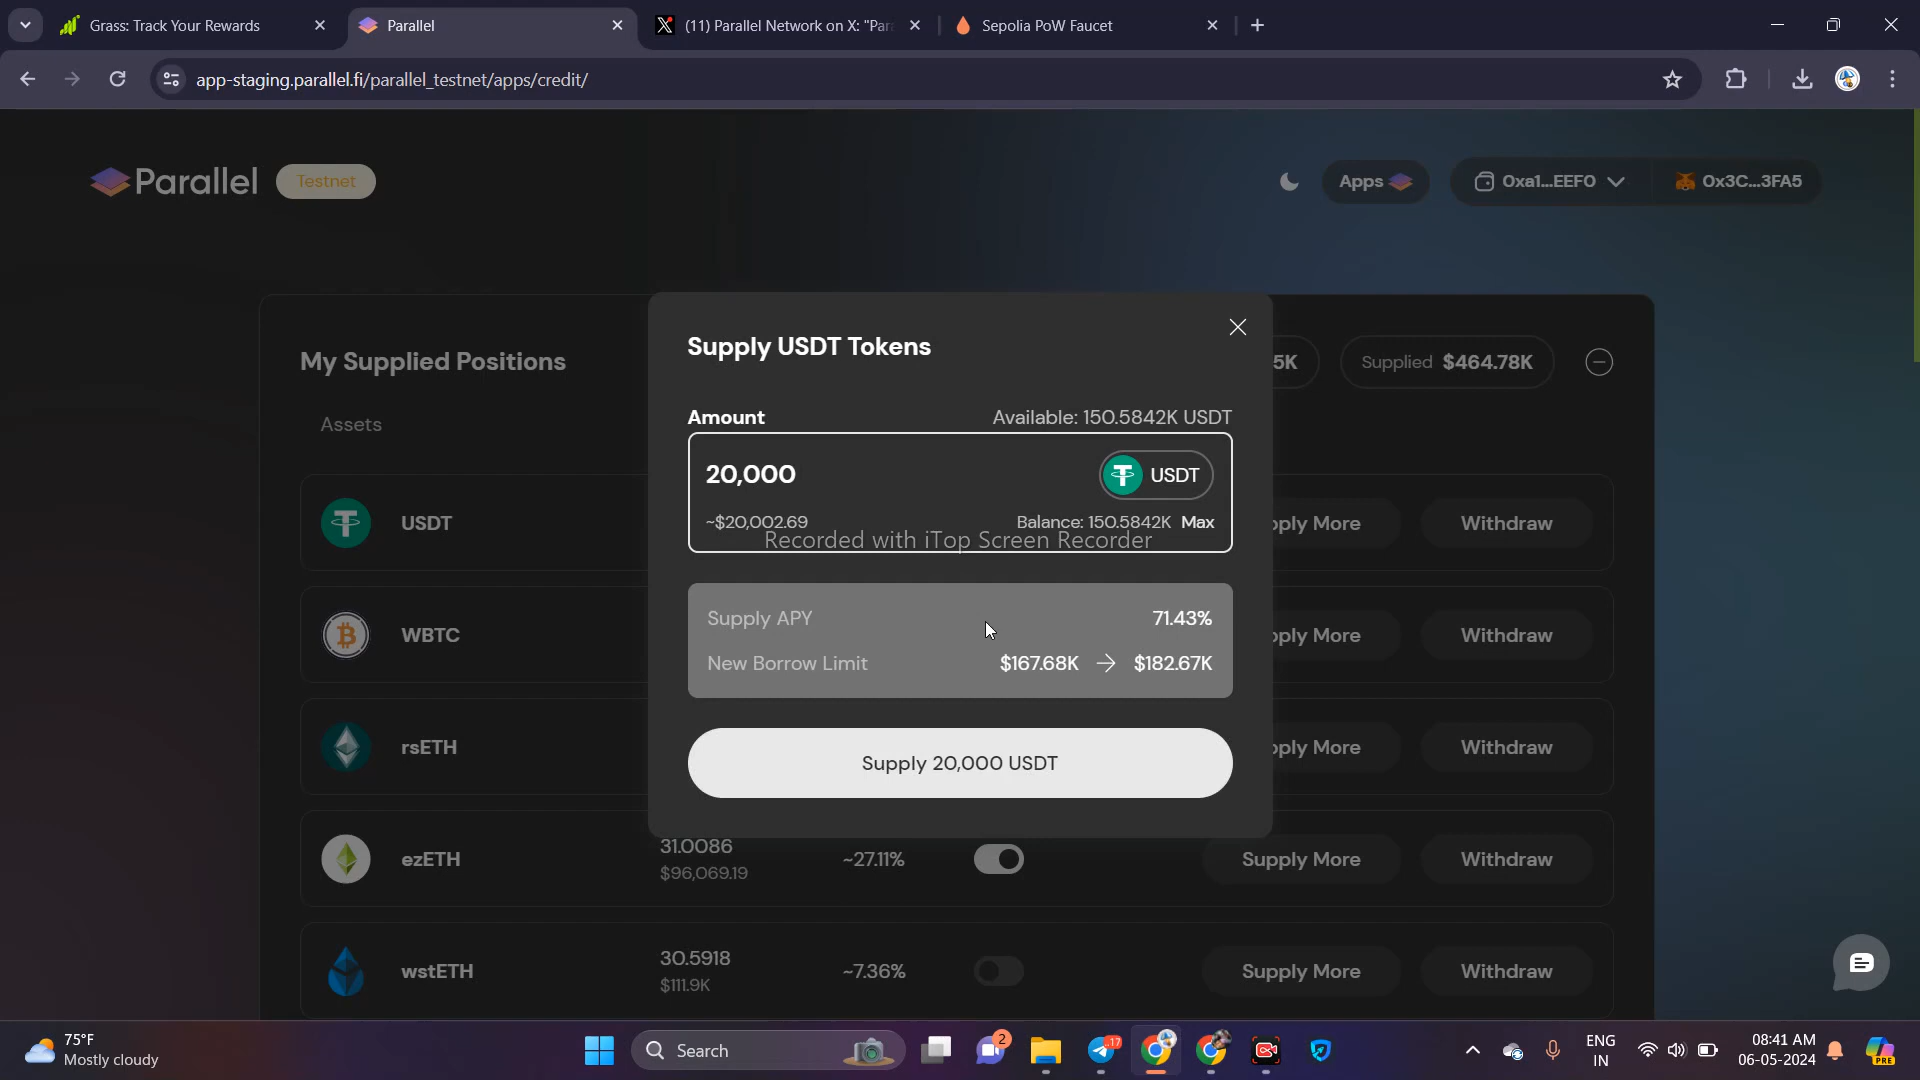 Grass: Track Your Rewards
Parallel
(11) Parallel Network on X: "Para
Sepolia PoW Faucet
app-staging.parallel.fi/parallel_testnet/apps/credit/
Parallel
Testnet
Apps
0xa1...EEF0
0x3C...3FA5
My Supplied Positions
5K
Supplied $464.78K
Assets
Supply USDT Tokens
Amount
Available: 150.5842K USDT
20,000
USDT
~$20,002.69
Balance: 150.5842K Max
Recorded with iTop Screen Recorder
Supply APY
71.43%
New Borrow Limit
$167.68K → $182.67K
Supply 20,000 USDT
USDT
pply More
Withdraw
WBTC
pply More
Withdraw
rsETH
pply More
Withdraw
ezETH
31.0086
$96,069.19
~27.11%
Supply More
Withdraw
wstETH
30.5918
$111.9K
~7.36%
Supply More
Withdraw
75°F
Mostly cloudy
Search
2
17
ENG
IN
08:41 AM
06-05-2024
PRE